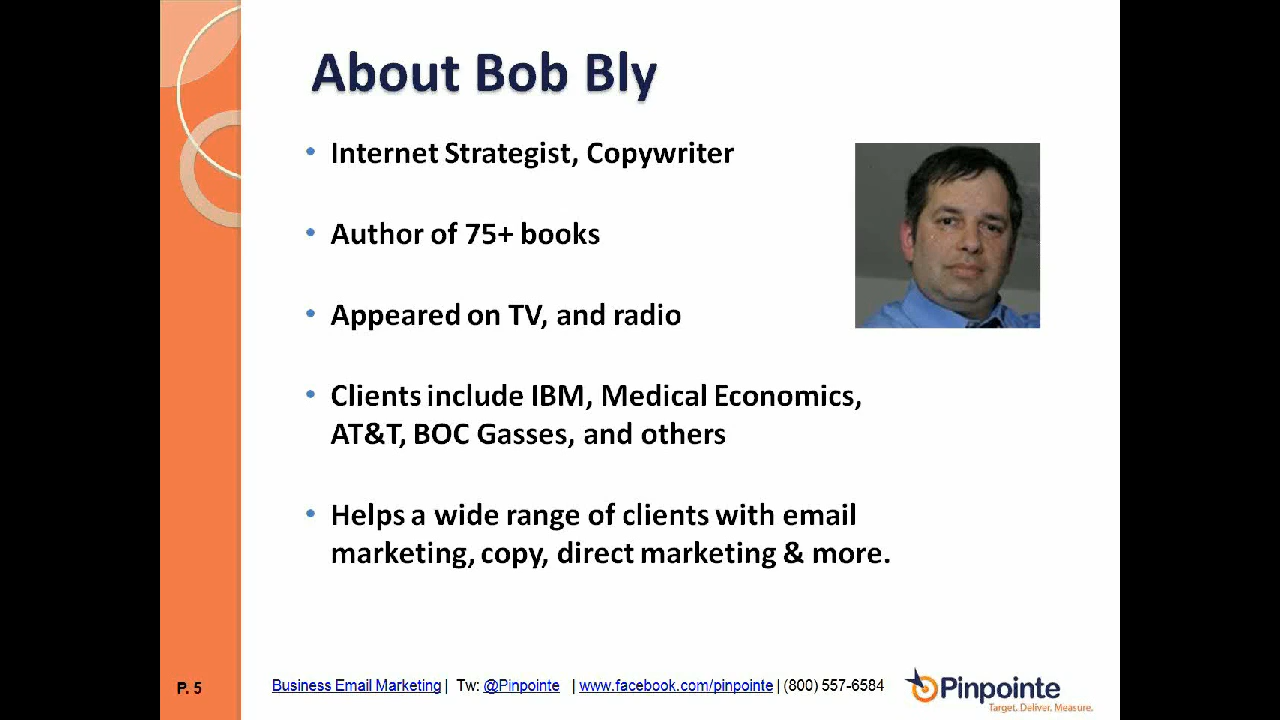 About Bob Bly
• Internet Strategist, Copywriter
• Author of 75+ books
• Appeared on TV, and radio
• Clients include IBM, Medical Economics,
AT&T, BOC Gasses, and others
• Helps a wide range of clients with email
marketing, copy, direct marketing & more.
P. 5
Business Email Marketing | Tw: @Pinpointe | www.facebook.com/pinpointe | (800) 557-6584
Pinpointe
Target. Deliver. Measure.